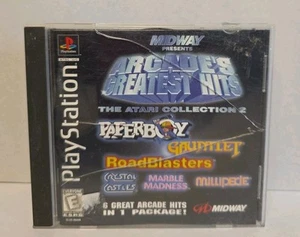 MIDWAY
PRESENTS
ARCADE'S
GREATEST HITS
THE ATARI COLLECTION 2
PAPERBOY
GAUNTLET
RoadBlasters
CRYSTAL
CASTLES
MARBLE
MADNESS
MILLIPEDE
6 GREAT ARCADE HITS
IN 1 PACKAGE!
MIDWAY
PlayStation
E